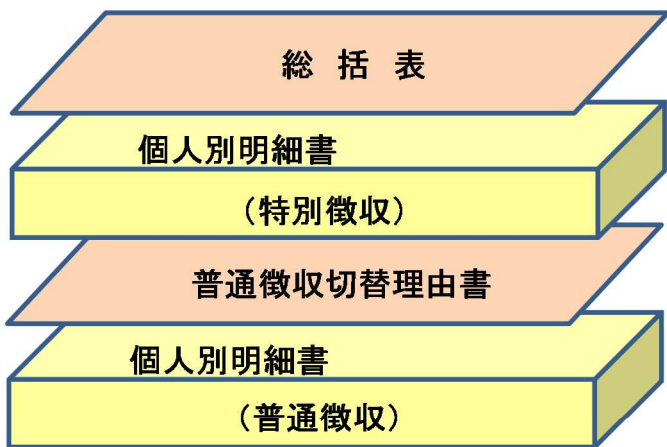 総 括 表
個人別明細書
(特別徴収)
普通徴収切替理由書
個人別明細書
(普通徴収)